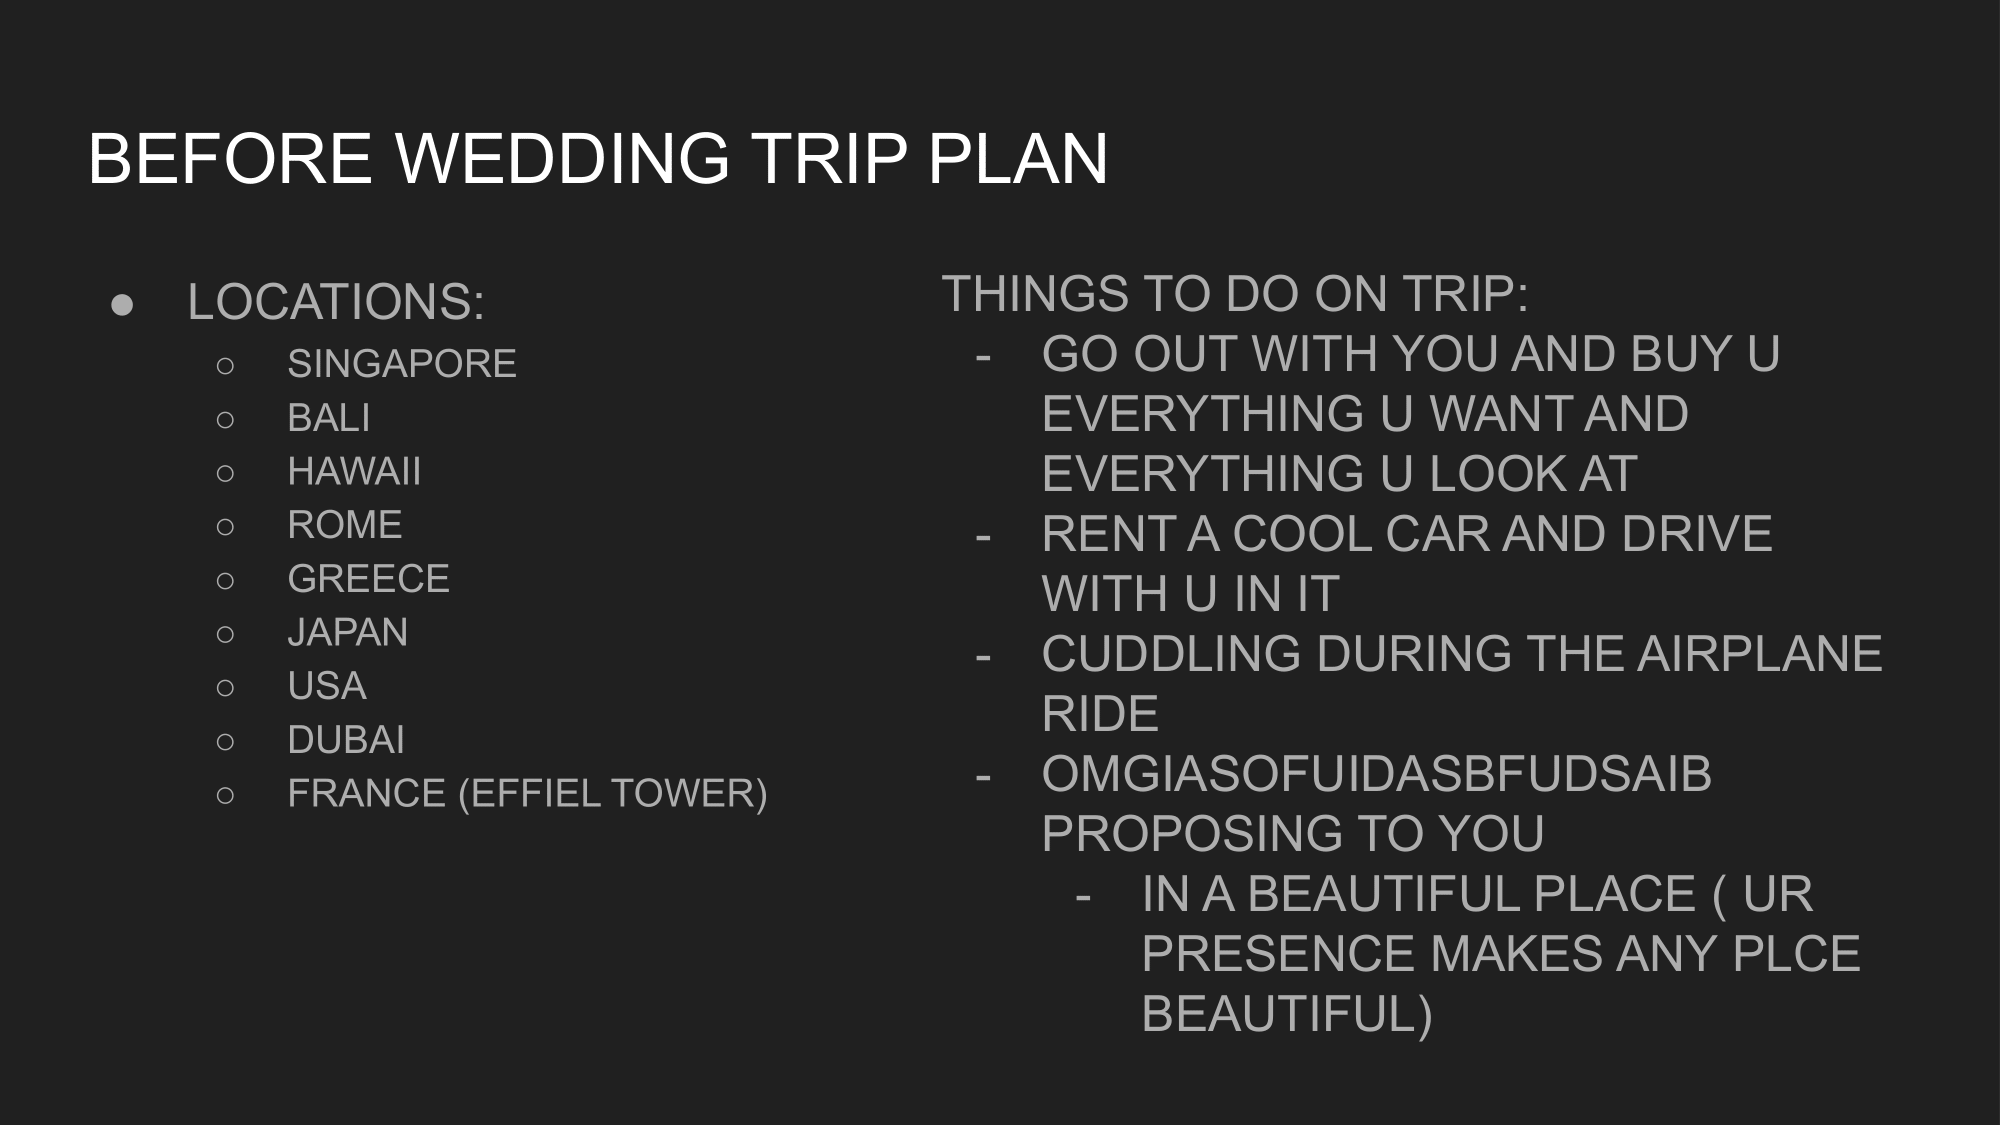 BEFORE WEDDING TRIP PLAN
● LOCATIONS:
○ SINGAPORE
○ BALI
○ HAWAII
○ ROME
○ GREECE
○ JAPAN
○ USA
○ DUBAI
○ FRANCE (EFFIEL TOWER)
THINGS TO DO ON TRIP:
- GO OUT WITH YOU AND BUY U
EVERYTHING U WANT AND
EVERYTHING U LOOK AT
- RENT A COOL CAR AND DRIVE
WITH U IN IT
- CUDDLING DURING THE AIRPLANE
RIDE
- OMGIASOFUIDASBFUDSAIB
PROPOSING TO YOU
- IN A BEAUTIFUL PLACE ( UR
PRESENCE MAKES ANY PLCE
BEAUTIFUL)